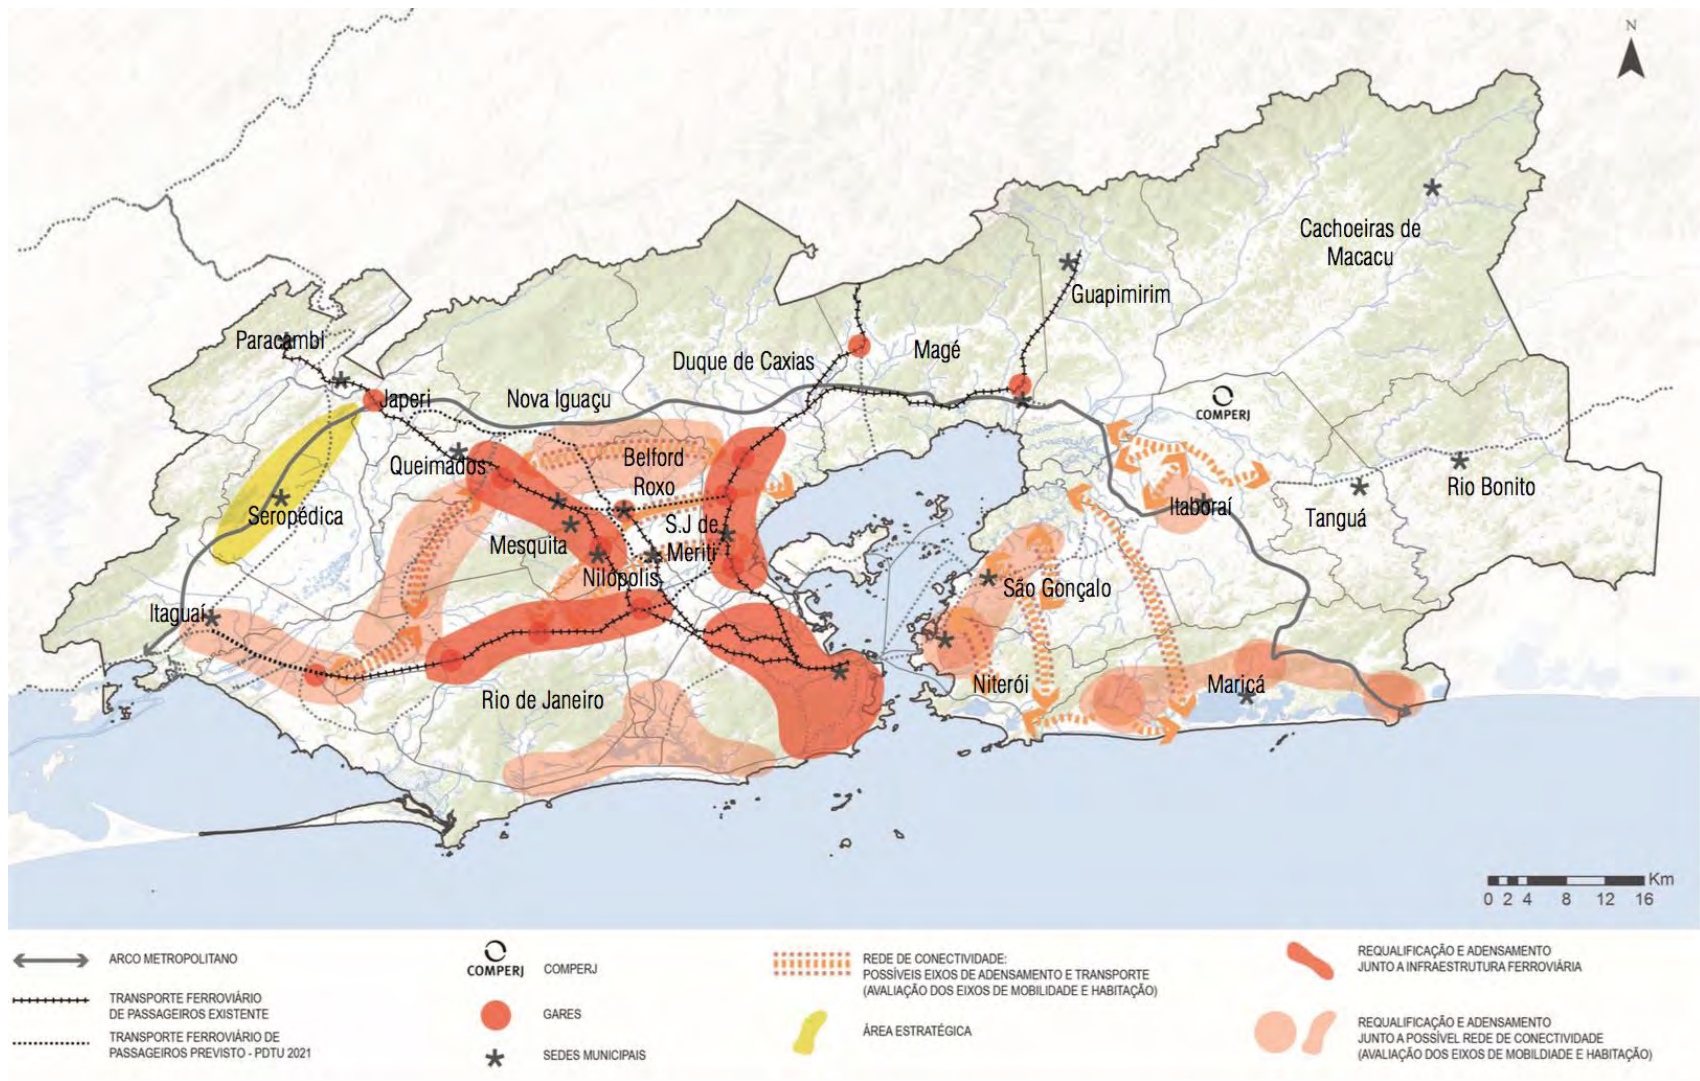 N
Cachoeiras de
Macacu
Guapimirim
Paracambi
Duque de Caxias
Magé
Japeri
Nova Iguaçu
COMPERJ
Queimados
Belford
Roxo
Seropédica
S.J de
Meriti
Mesquita
Nilópolis
Itaboraí
Tanguá
Rio Bonito
Itaguaí
São Gonçalo
Rio de Janeiro
Niterói
Maricá
Km
0 2 4 8 12 16
ARCO METROPOLITANO
TRANSPORTE FERROVIÁRIO
DE PASSAGEIROS EXISTENTE
TRANSPORTE FERROVIÁRIO DE
PASSAGEIROS PREVISTO - PDTU 2021
COMPERJ
COMPERJ
GARES
SEDES MUNICIPAIS
REDE DE CONECTIVIDADE:
POSSÍVEIS EIXOS DE ADENSAMENTO E TRANSPORTE
(AVALIAÇÃO DOS EIXOS DE MOBILIDADE E HABITAÇÃO)
ÁREA ESTRATÉGICA
REQUALIFICAÇÃO E ADENSAMENTO
JUNTO A INFRAESTRUTURA FERROVIÁRIA
REQUALIFICAÇÃO E ADENSAMENTO
JUNTO A POSSÍVEL REDE DE CONECTIVIDADE
(AVALIAÇÃO DOS EIXOS DE MOBILDIADE E HABITAÇÃO)